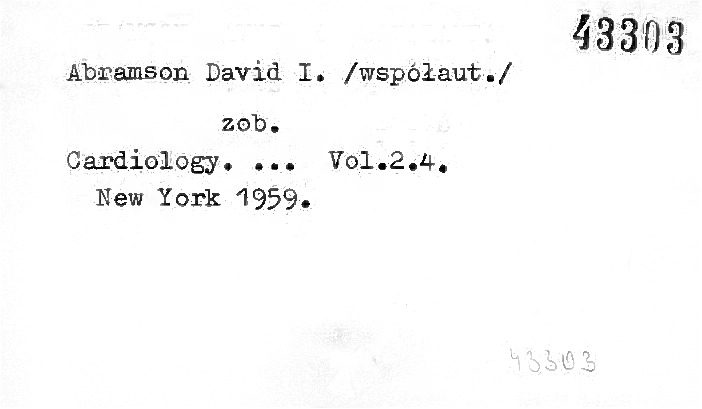 43303
Abramson David I. /współaut./
zob.
Cardiology. ... Vol.2.4.
New York 1959.
43303